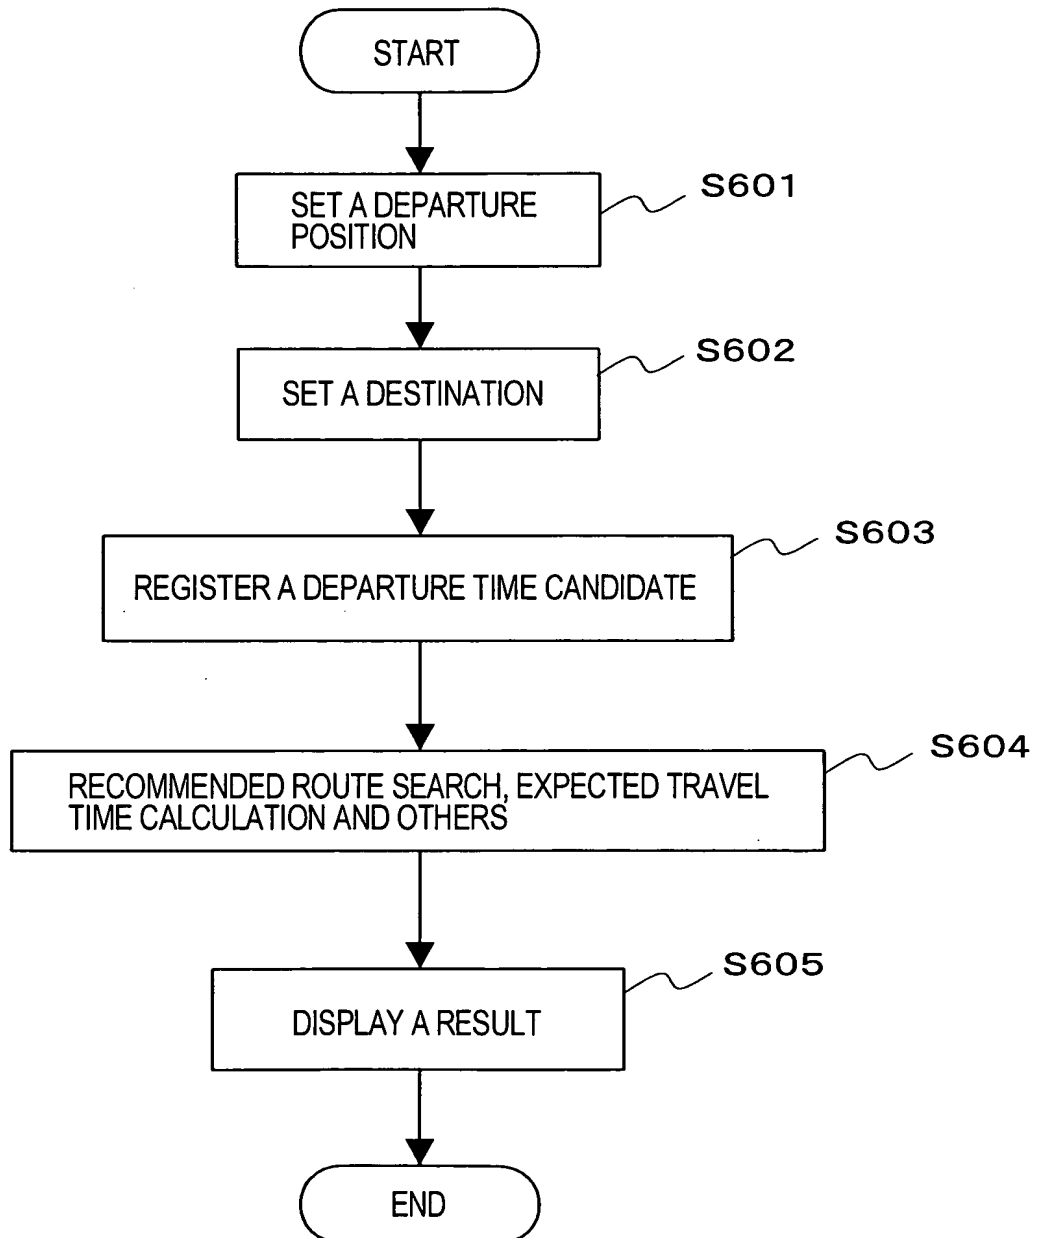 START
SET A DEPARTURE
POSITION
S601
SET A DESTINATION
S602
REGISTER A DEPARTURE TIME CANDIDATE
S603
RECOMMENDED ROUTE SEARCH, EXPECTED TRAVEL
TIME CALCULATION AND OTHERS
S604
DISPLAY A RESULT
S605
END